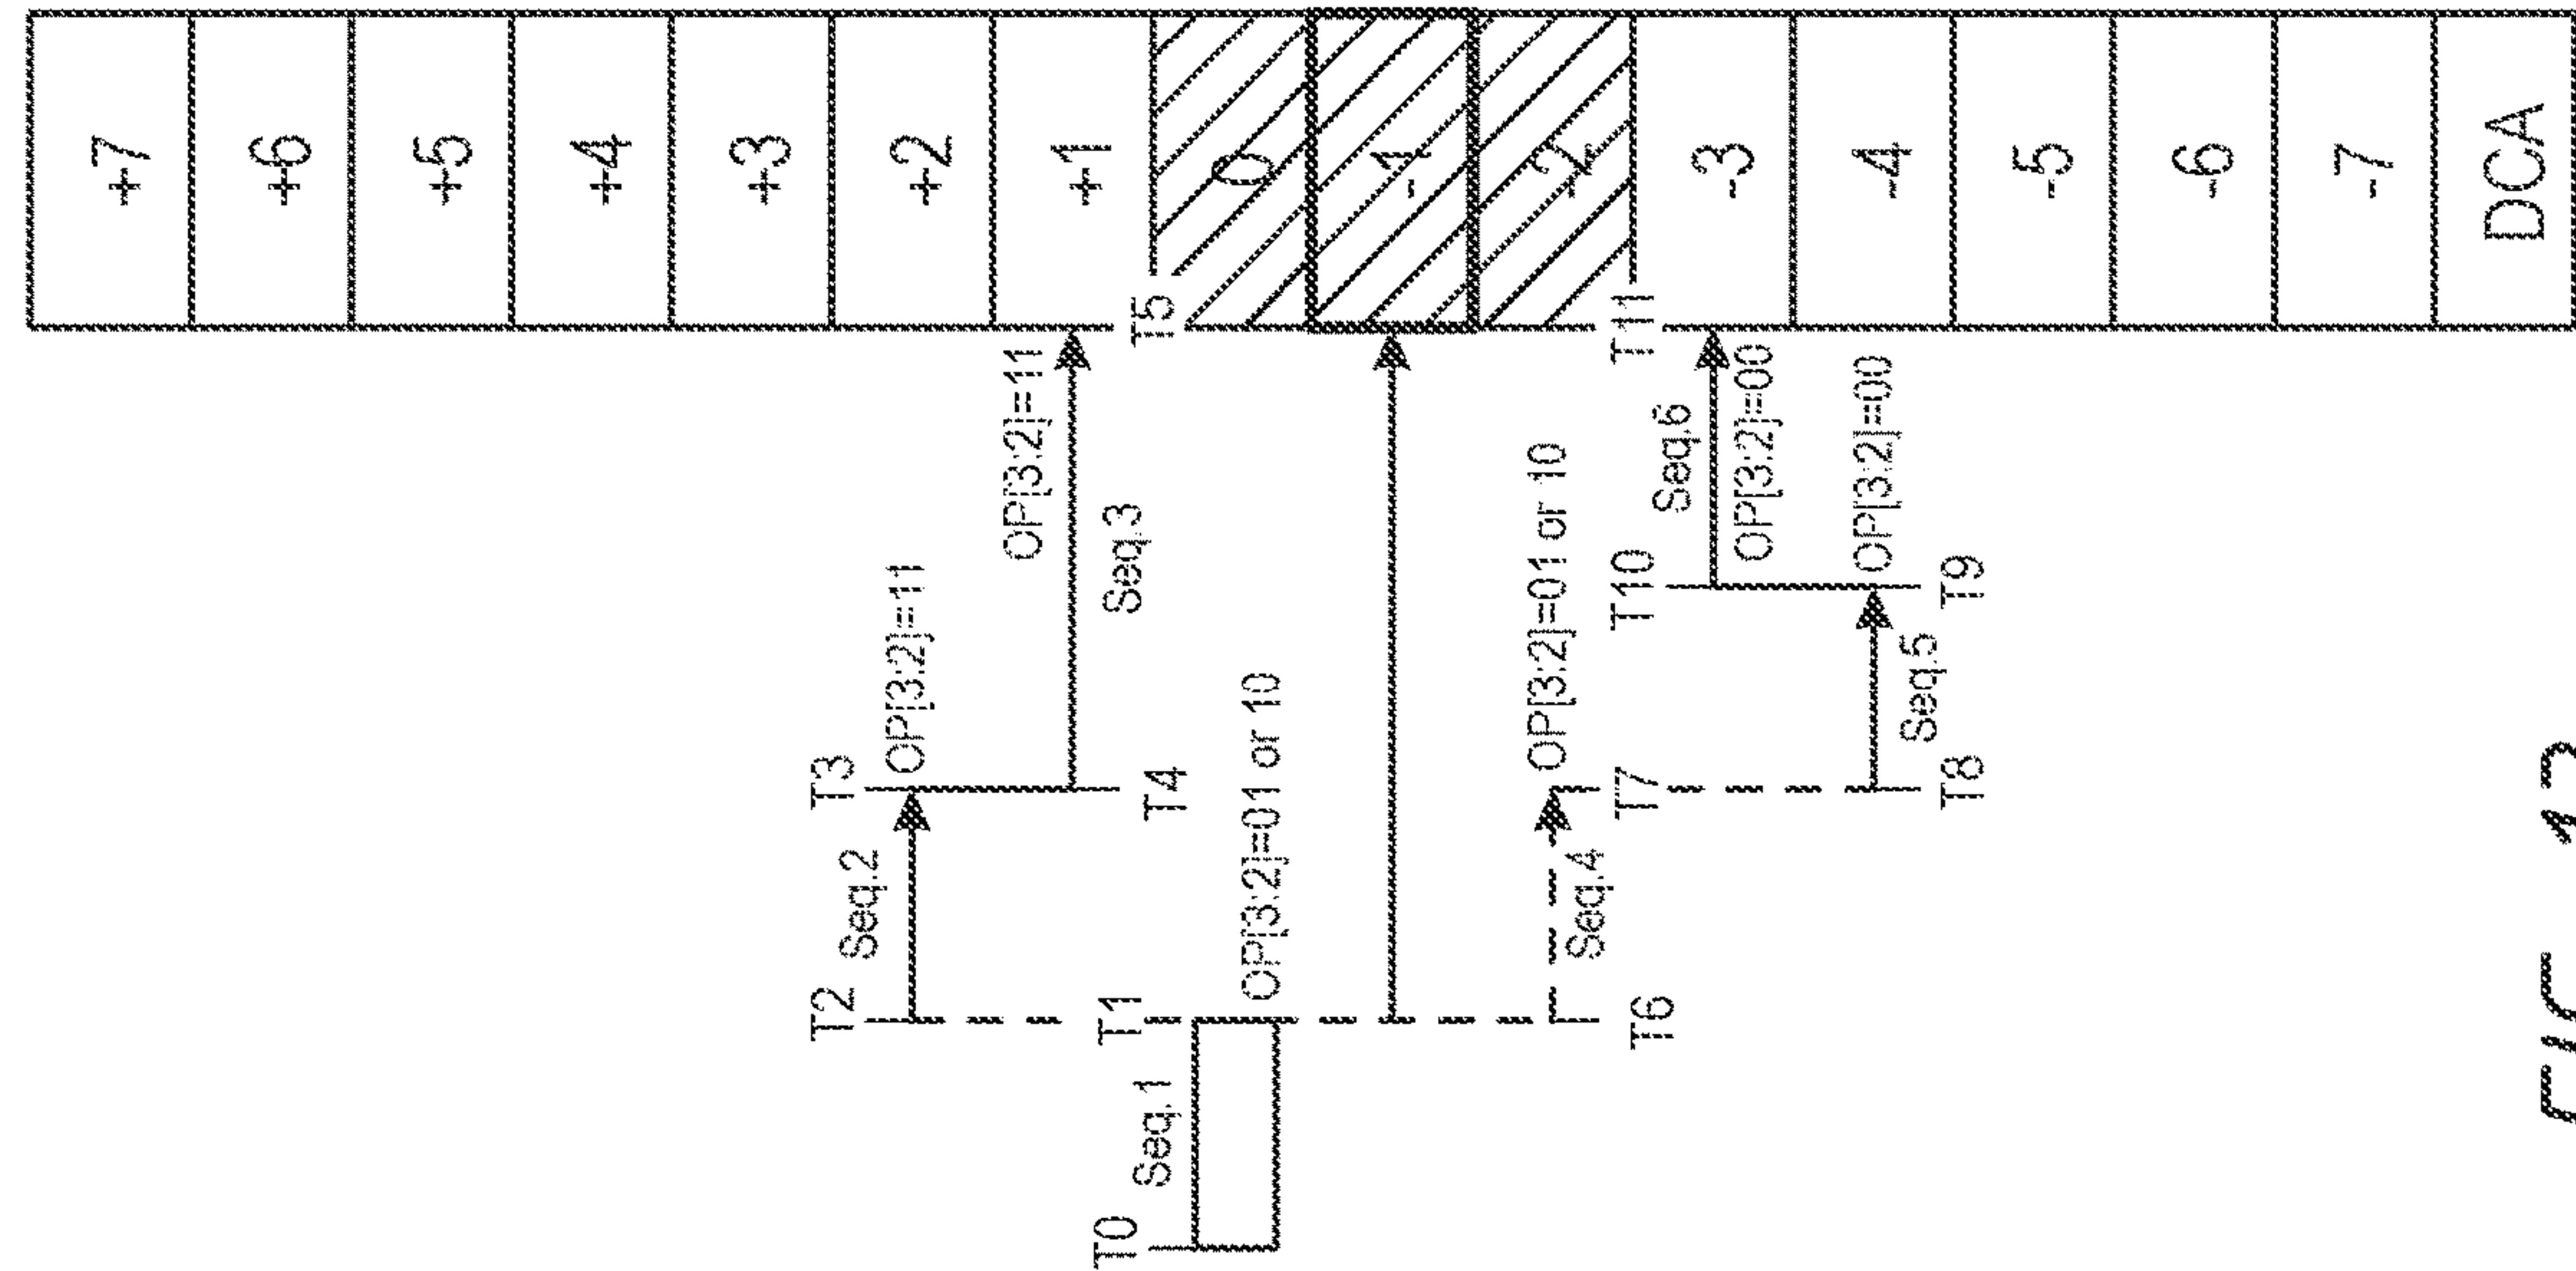 +7
+6
+5
+4
+3
T2
T3
Seq.2
OP[3:2]=11
+2
OP[3:2]=11
+1
T0
T1
Seq.1
Seq.3
T4
T5
OP[3:2]=01 or 10
0
-1
OP[3:2]=01 or 10
-2
Seq.4
T6
T7
T10
T11
Seq.6
OP[3:2]=00
-3
OP[3:2]=00
-4
Seq.5
T8
T9
-5
-6
-7
DCA